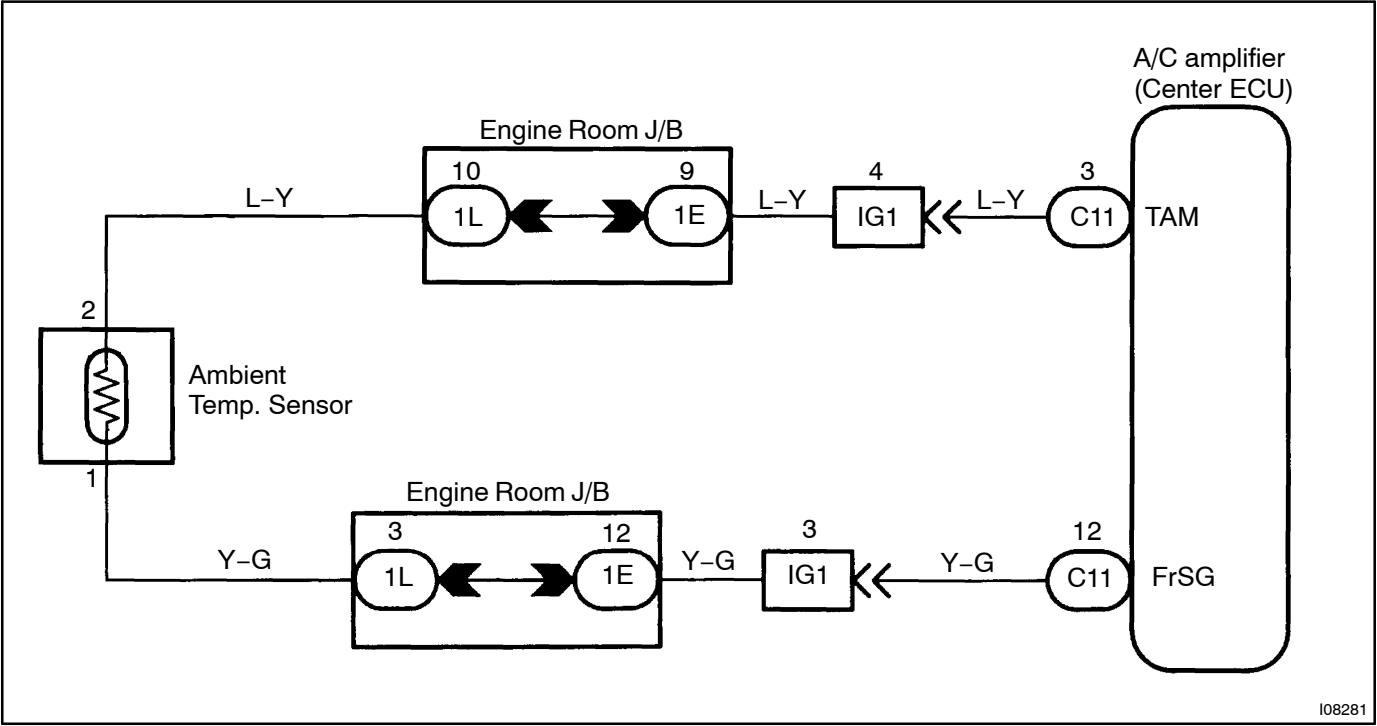 A/C amplifier
(Center ECU)
Engine Room J/B
10
9
4
3
L–Y
1L
1E
L–Y
IG1
L–Y
C11
TAM
2
Ambient
Temp. Sensor
1
Engine Room J/B
3
12
3
12
Y–G
1L
1E
Y–G
IG1
Y–G
C11
FrSG
I08281